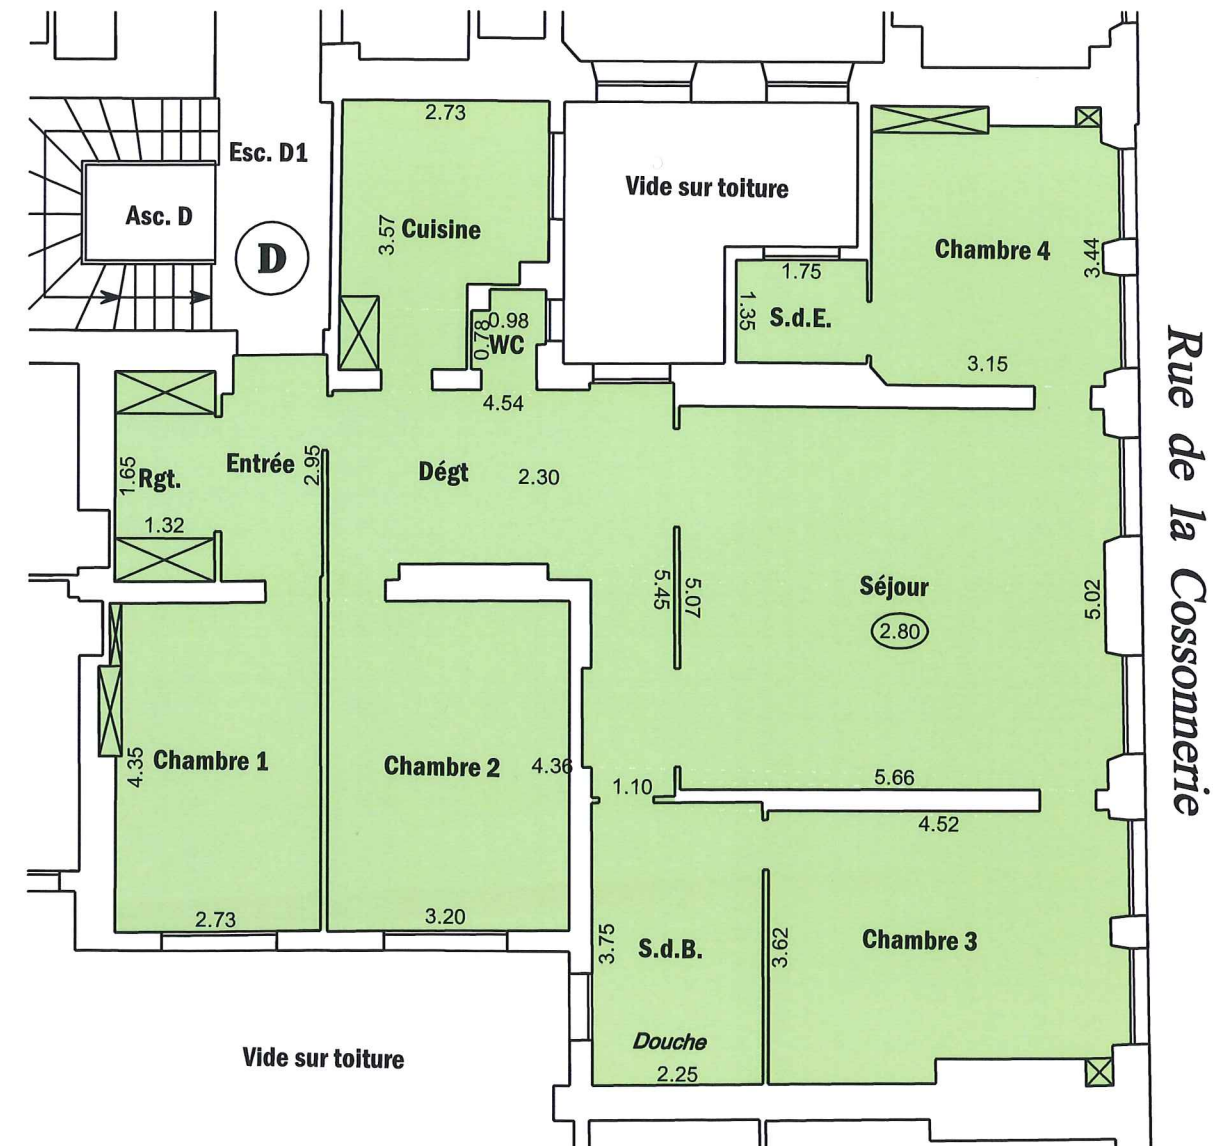 2.73
Esc. D1
Asc. D
D
3.57
Cuisine
Vide sur toiture
Chambre 4
3.44
1.75
1.35
S.d.E.
0.98
0.78
WC
3.15
4.54
Rue de la Cossonnerie
1.65
Rgt.
Entrée
2.95
Dégt
2.30
1.32
5.45
5.07
Séjour
2.80
5.02
4.35
Chambre 1
Chambre 2
4.36
1.10
5.66
4.52
2.73
3.20
3.75
S.d.B.
3.62
Chambre 3
Douche
2.25
Vide sur toiture